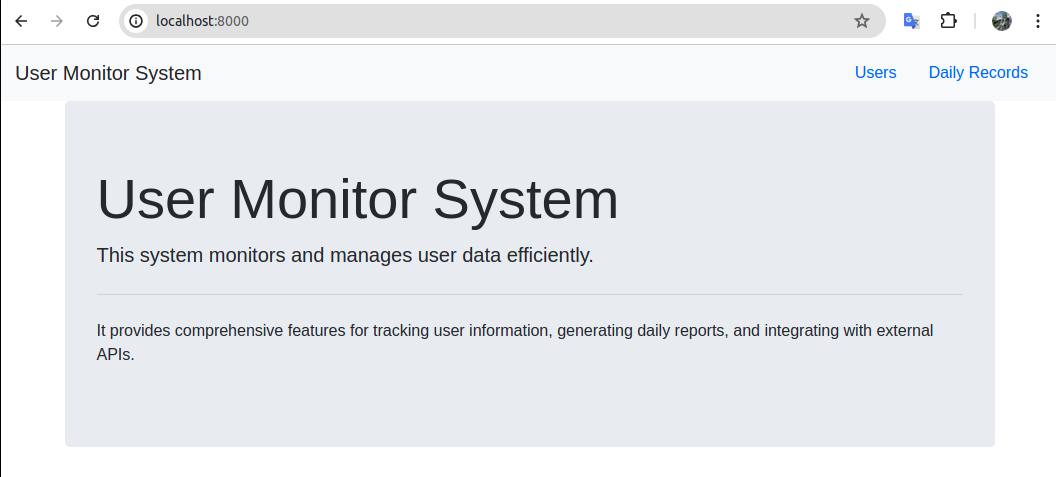 localhost:8000
User Monitor System
Users
Daily Records
User Monitor System
This system monitors and manages user data efficiently.
It provides comprehensive features for tracking user information, generating daily reports, and integrating with external
APIs.